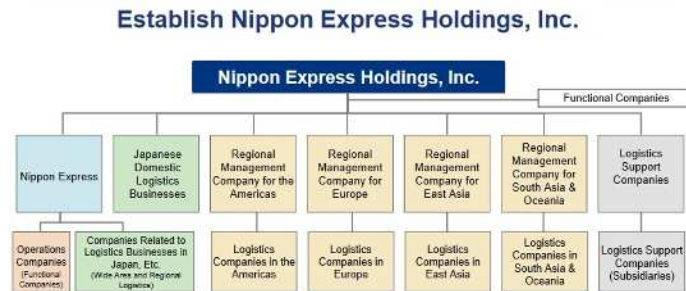 Establish Nippon Express Holdings, Inc.
Nippon Express Holdings, Inc.
Functional Companies
Nippon Express
Japanese
Domestic
Logistics
Businesses
Regional
Management
Company for the
Americas
Regional
Management
Company for
Europe
Regional
Management
Company for
East Asia
Regional
Management
Company for
South Asia &
Oceania
Logistics
Support
Companies
Operations
Companies
(Functional
Companies)
Companies Related to
Logistics Businesses in
Japan, Etc.
(Wide Area and Regional
Logistics)
Logistics
Companies in the
Americas
Logistics
Companies in
Europe
Logistics
Companies in
East Asia
Logistics
Companies in
South Asia &
Oceania
Logistics Support
Companies
(Subsidiaries)